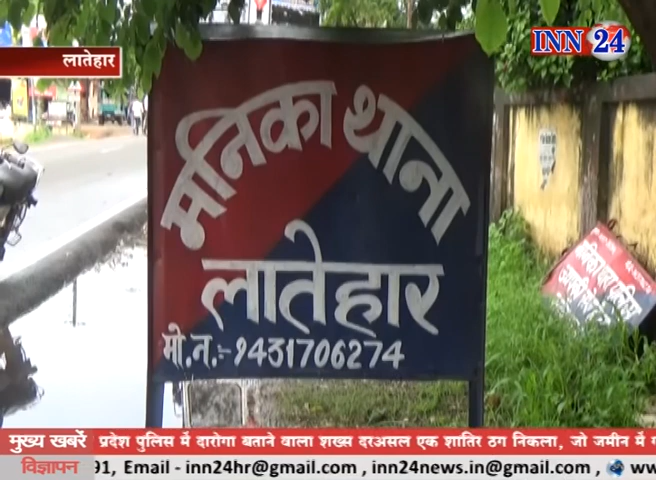 INN 24
लातेहार
मनिका थाना
लातेहार
मो.न.:-9431706274
मुख्य खबरें प्रदेश पुलिस में दारोगा बताने वाला शख्स दरअसल एक शातिर ठग निकला, जो जमीन में
विज्ञापन 91, Email - inn24hr@gmail.com , inn24news.in@gmail.com ,